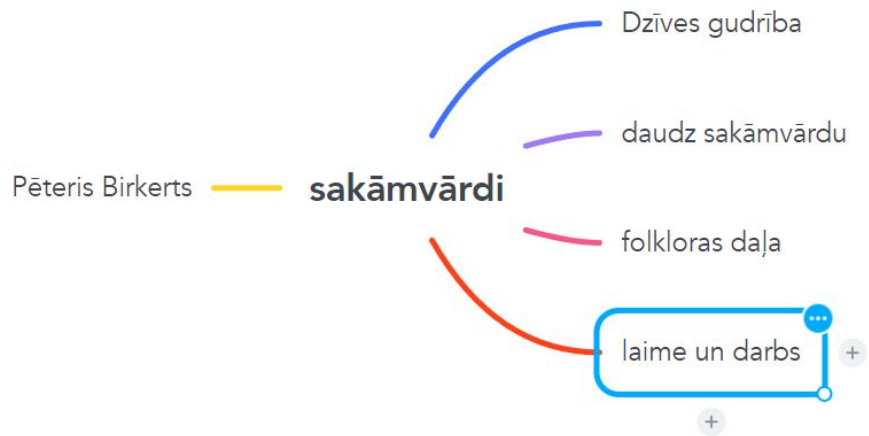 Dzīves gudrība
daudz sakāmvārdu
Pēteris Birkerts
sakāmvārdi
folkloras daļa
laime un darbs